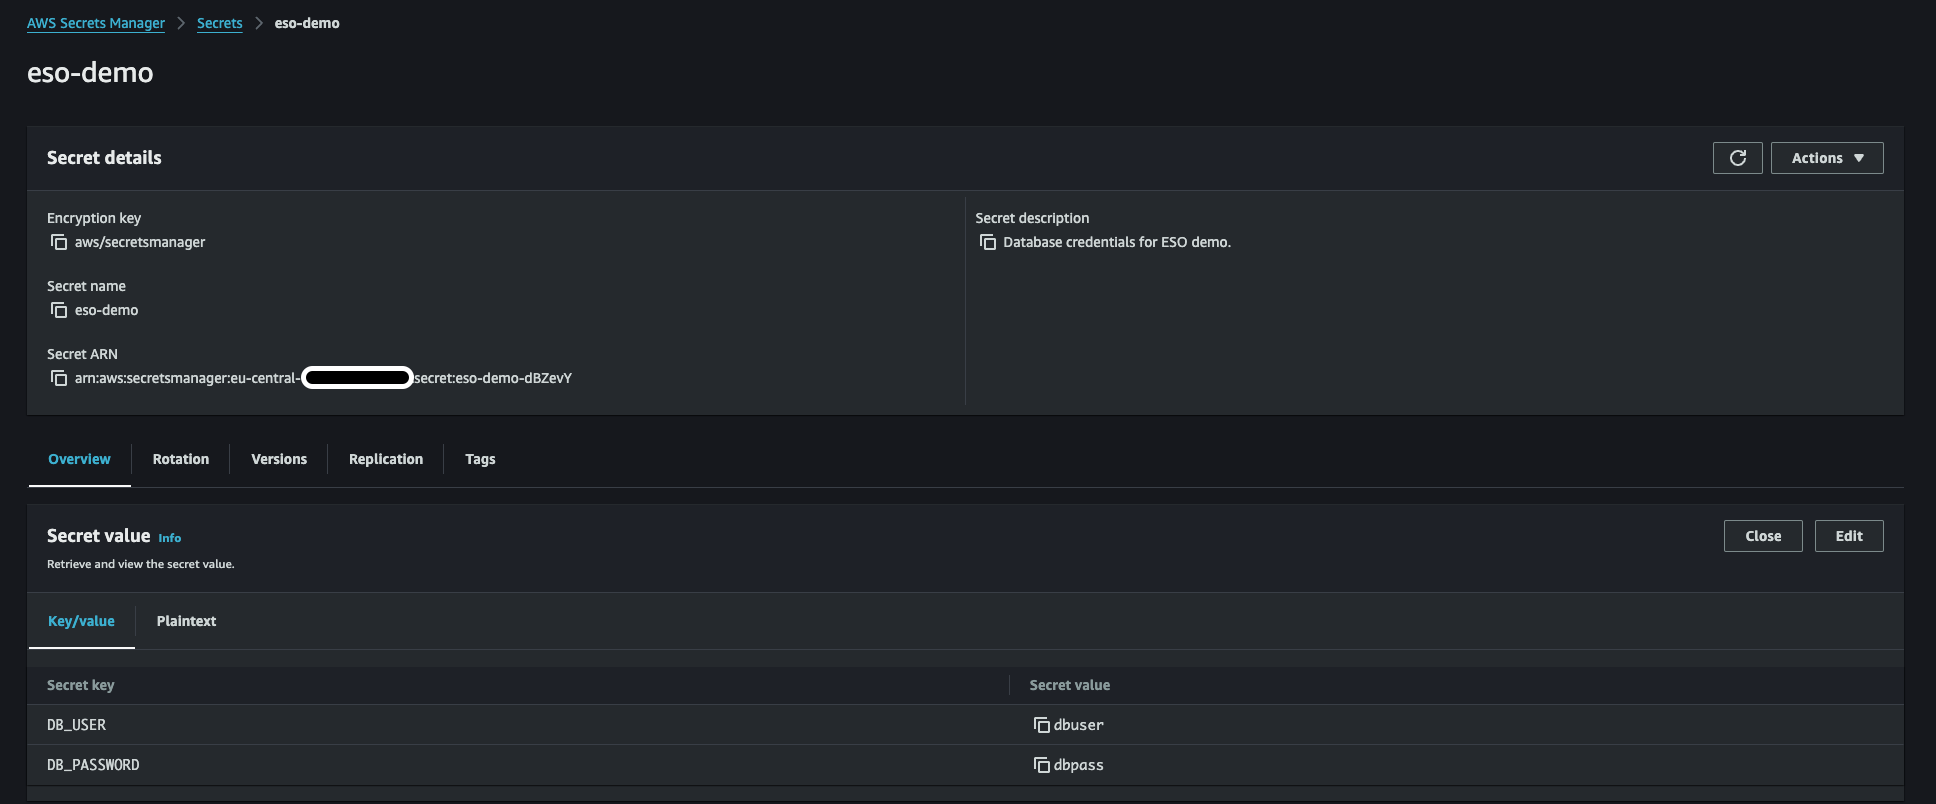 AWS Secrets Manager > Secrets > eso-demo
eso-demo
Secret details
Actions
Encryption key
aws/secretsmanager
Secret description
Database credentials for ESO demo.
Secret name
eso-demo
Secret ARN
arn:aws:secretsmanager:eu-central- secret:eso-demo-dBZevY
Overview Rotation Versions Replication Tags
Secret value Info
Close Edit
Retrieve and view the secret value.
Key/value Plaintext
Secret key Secret value
DB_USER dbuser
DB_PASSWORD dbpass